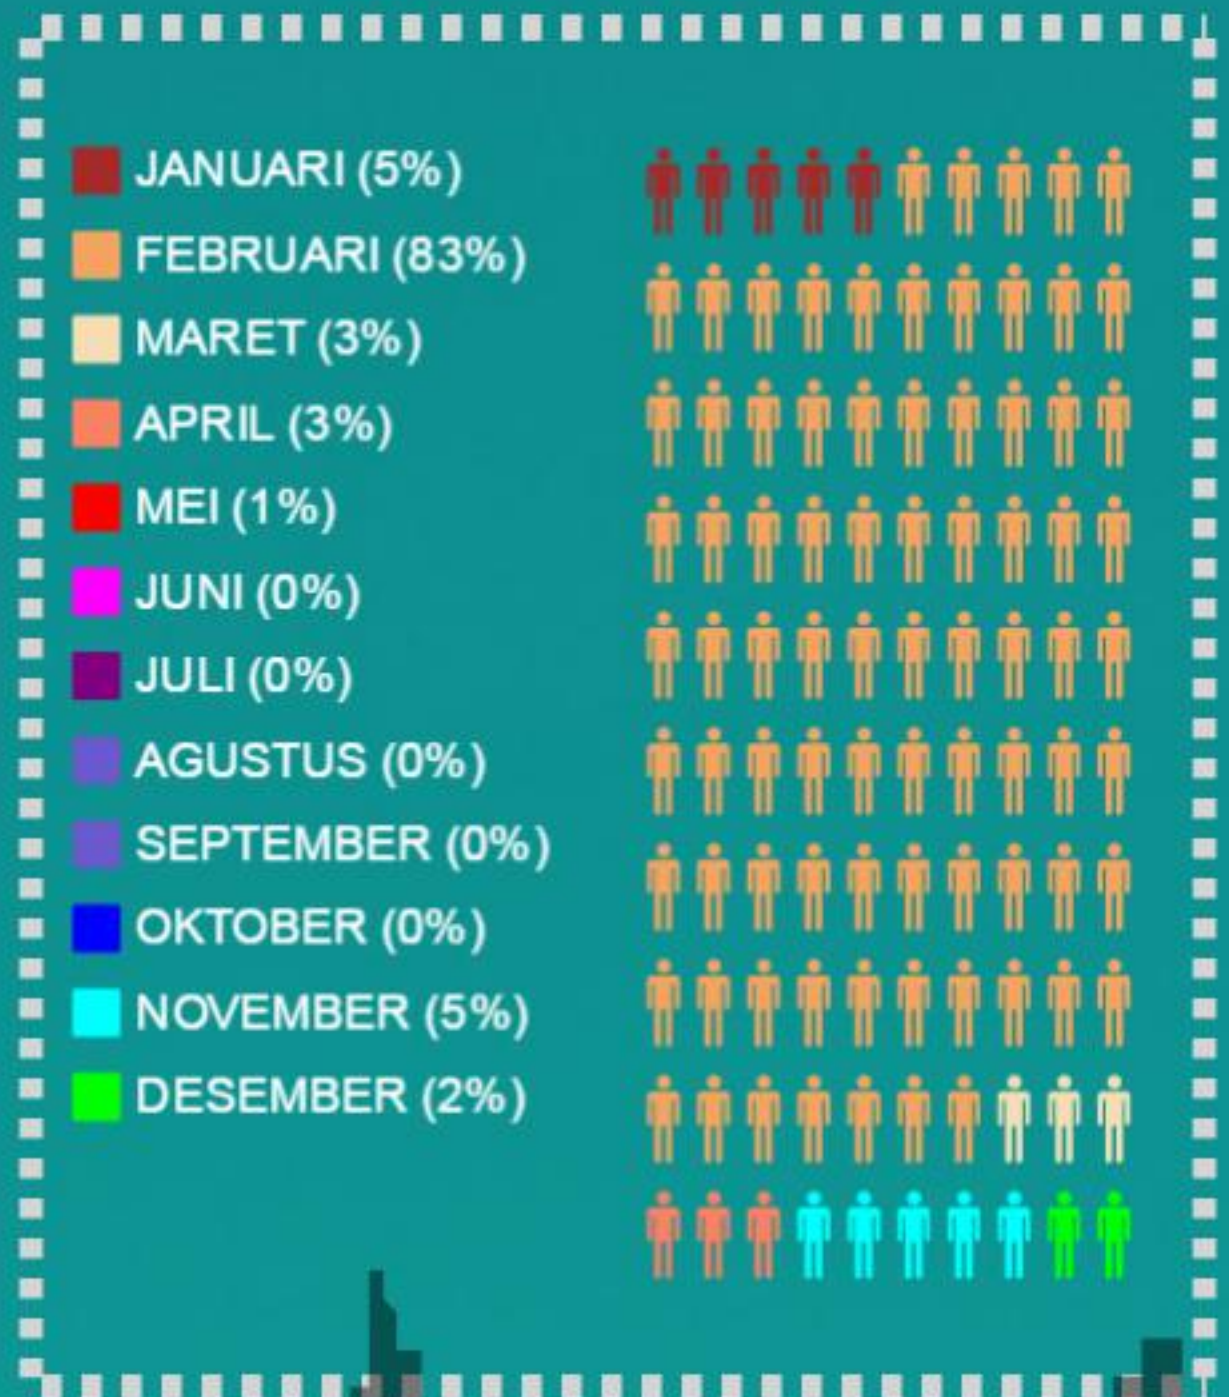 JANUARI (5%)
FEBRUARI (83%)
MARET (3%)
APRIL (3%)
MEI (1%)
JUNI (0%)
JULI (0%)
AGUSTUS (0%)
SEPTEMBER (0%)
OKTOBER (0%)
NOVEMBER (5%)
DESEMBER (2%)